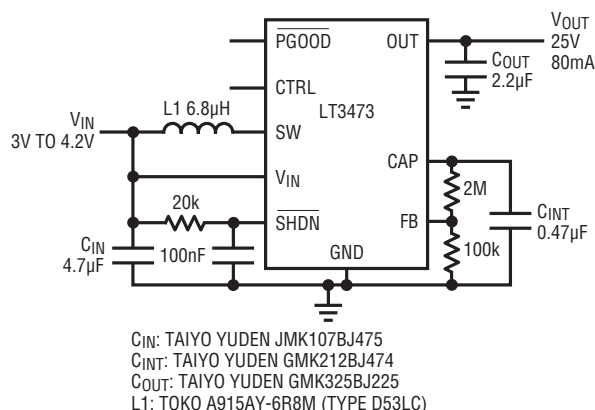 PGOOD
CTRL
L1 6.8µH
VIN
3V TO 4.2V
SW
VIN
20k
SHDN
CIN
4.7µF
100nF
GND
LT3473
OUT
VOUT
25V
80mA
COUT
2.2µF
CAP
2M
FB
100k
CINT
0.47µF
CIN: TAIYO YUDEN JMK107BJ475
CINT: TAIYO YUDEN GMK212BJ474
COUT: TAIYO YUDEN GMK325BJ225
L1: TOKO A915AY-6R8M (TYPE D53LC)